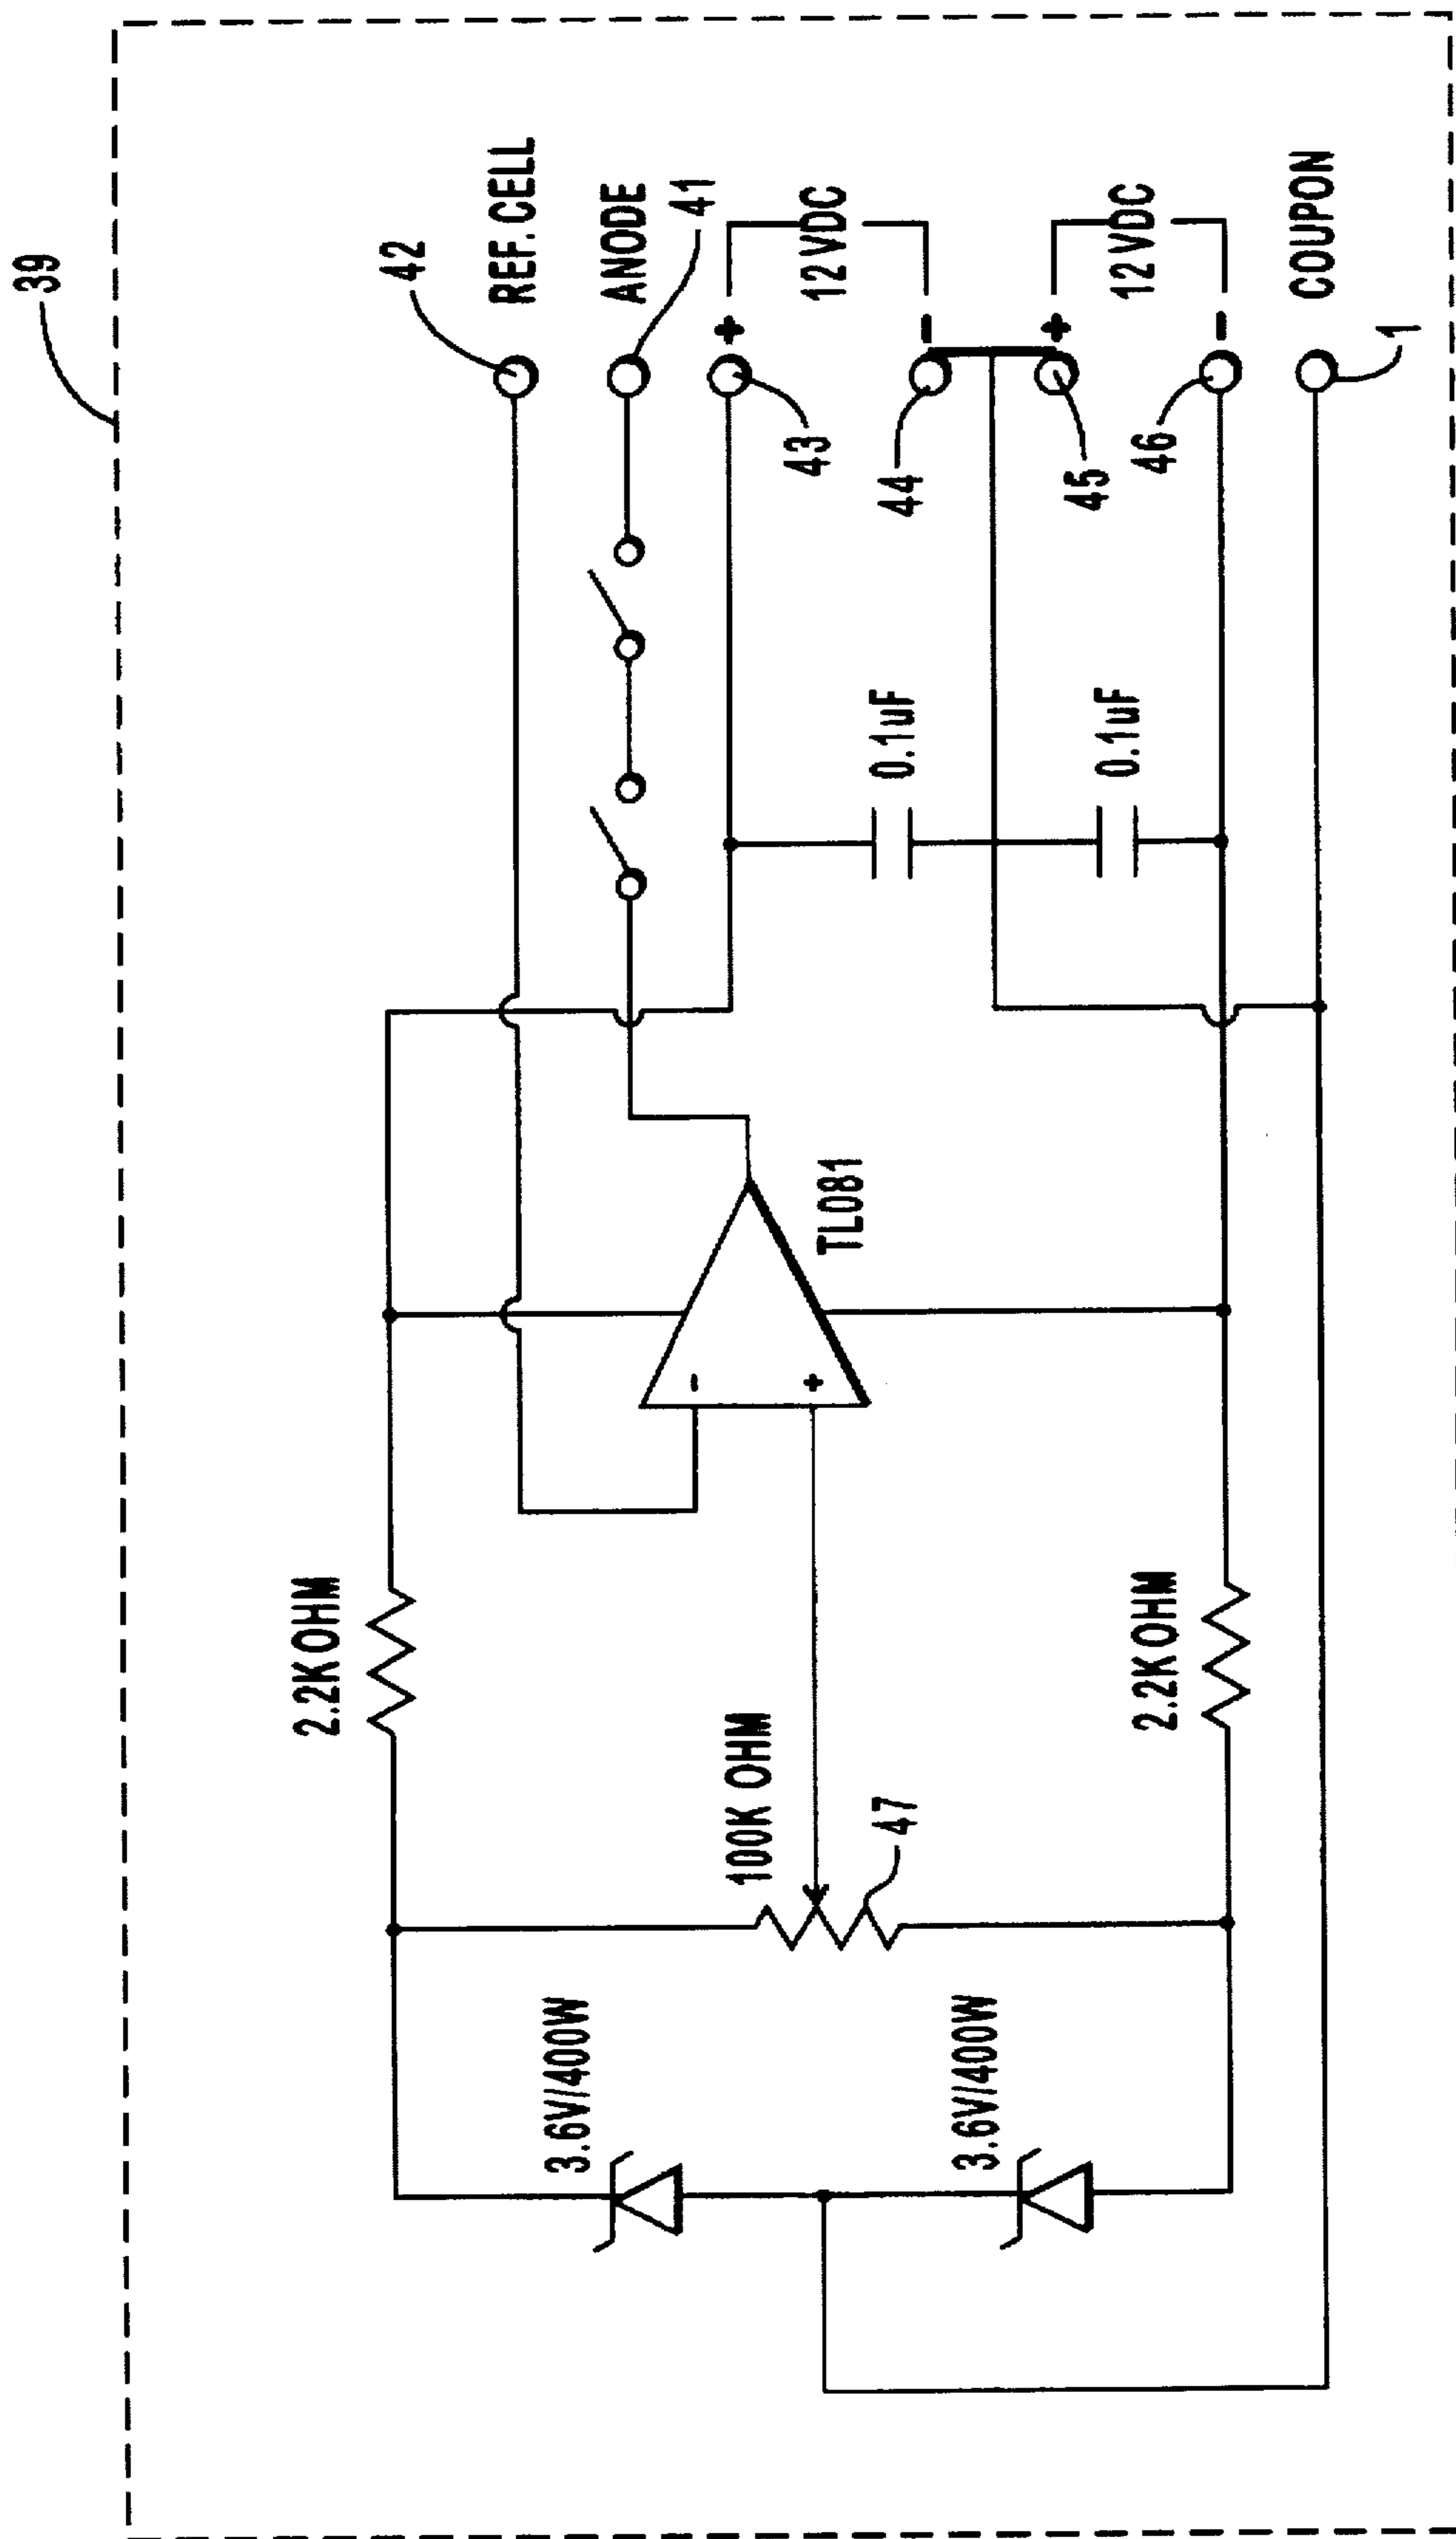 39
42
REF. CELL
ANODE
41
+
12VDC
-
43
44
+
12VDC
-
45
46
COUPON
1
0.1uF
0.1uF
TL081
-
+
2.2K OHM
2.2K OHM
100K OHM
47
3.6V/400W
3.6V/400W